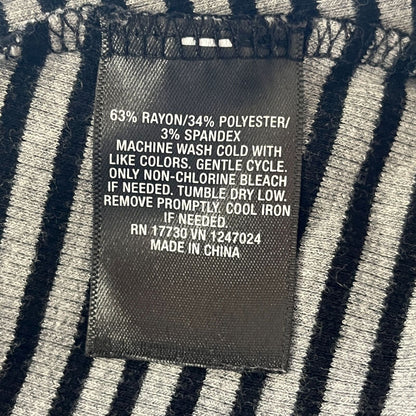 63% RAYON/34% POLYESTER/
3% SPANDEX
MACHINE WASH COLD WITH
LIKE COLORS. GENTLE CYCLE.
ONLY NON-CHLORINE BLEACH
IF NEEDED. TUMBLE DRY LOW.
REMOVE PROMPTLY. COOL IRON
IF NEEDED.
RN 17730 VN 1247024
MADE IN CHINA